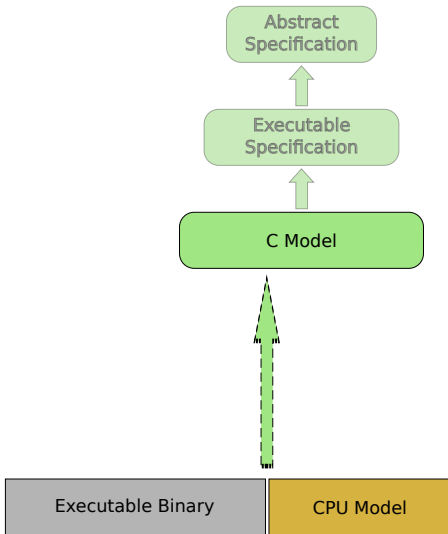 Abstract
Specification
Executable
Specification
C Model
Executable Binary
CPU Model